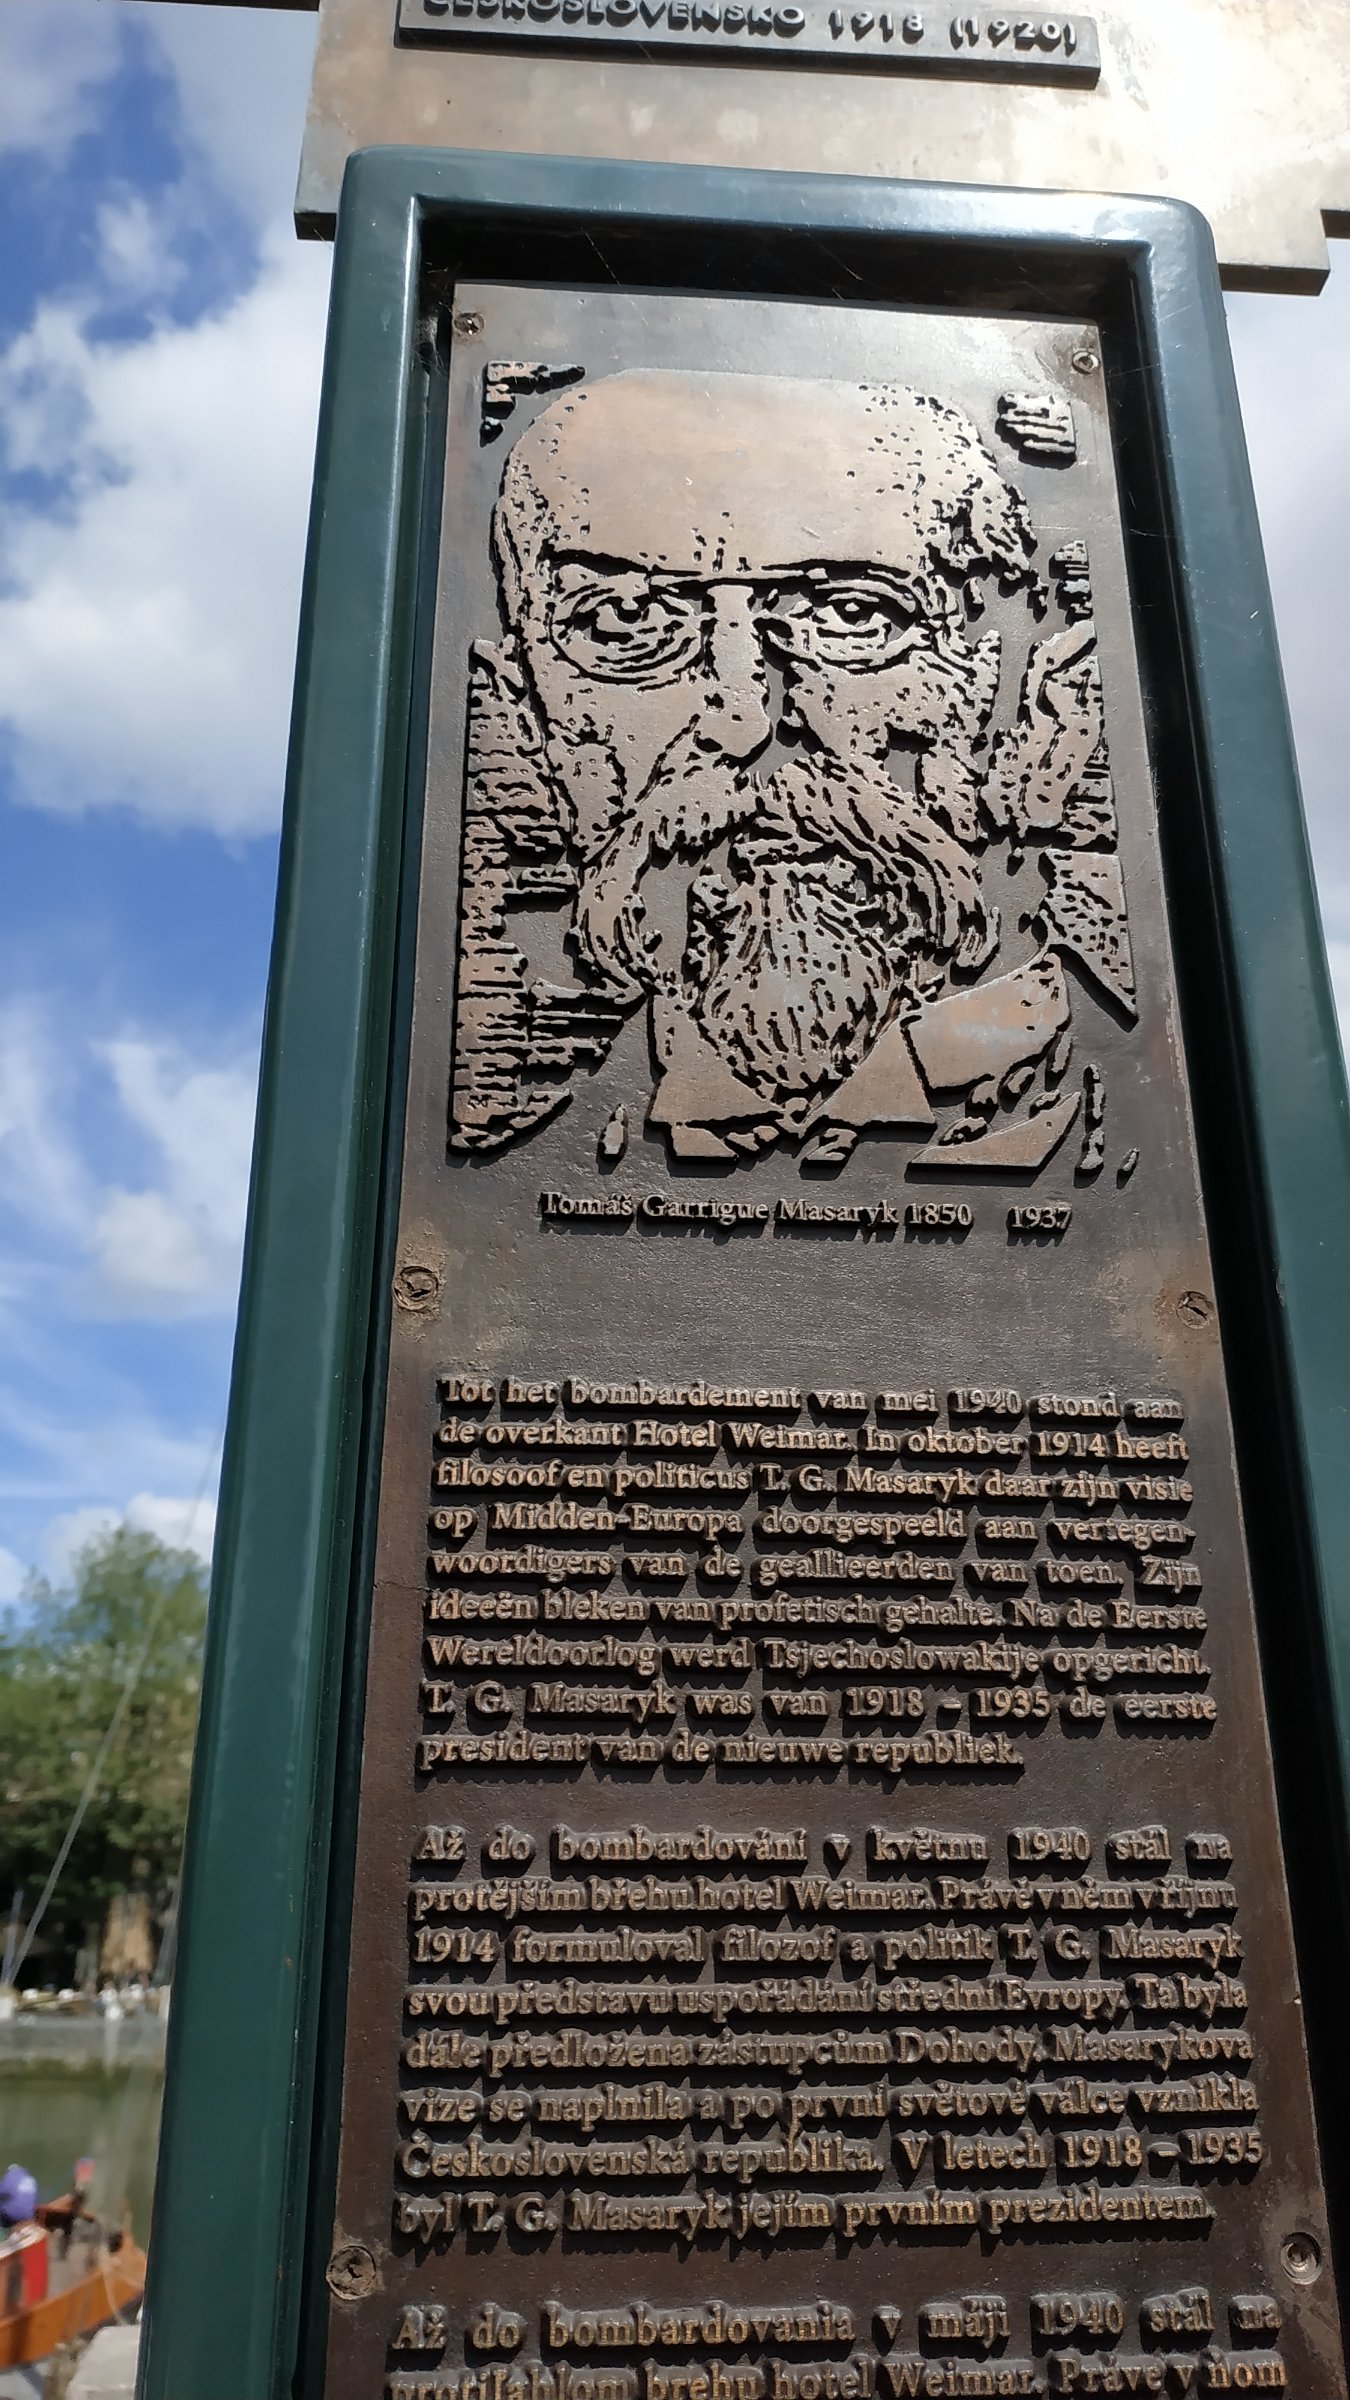 ČESKOSLOVENSKO 1918 (1920)
Tomáš Garrigue Masaryk 1850 1937
Tot het bombardement van mei 1940 stond aan
de overkant Hotel Weimar. In oktober 1914 heeft
filosoof en politicus T. G. Masaryk daar zijn visie
op Midden-Europa doorgespeeld aan vertegen-
woordigers van de geallieerden van toen. Zijn
ideeën bleken van profetisch gehalte. Na de Eerste
Wereldoorlog werd Tsjechoslowakije opgericht.
T. G. Masaryk was van 1918 – 1935 de eerste
president van de nieuwe republiek.
Až do bombardování v květnu 1940 stál na
protějším břehu hotel Weimar. Právě v něm v říjnu
1914 formuloval filozof a politik T. G. Masaryk
svou představu uspořádání střední Evropy. Ta byla
dále předložena zástupcům Dohody. Masarykova
vize se naplnila a po první světové válce vznikla
Československá republika. V letech 1918 – 1935
byl T. G. Masaryk jejím prvním prezidentem.
Až do bombardovania v máji 1940 stál na
protiľahlom brehu hotel Weimar. Práve v ňom